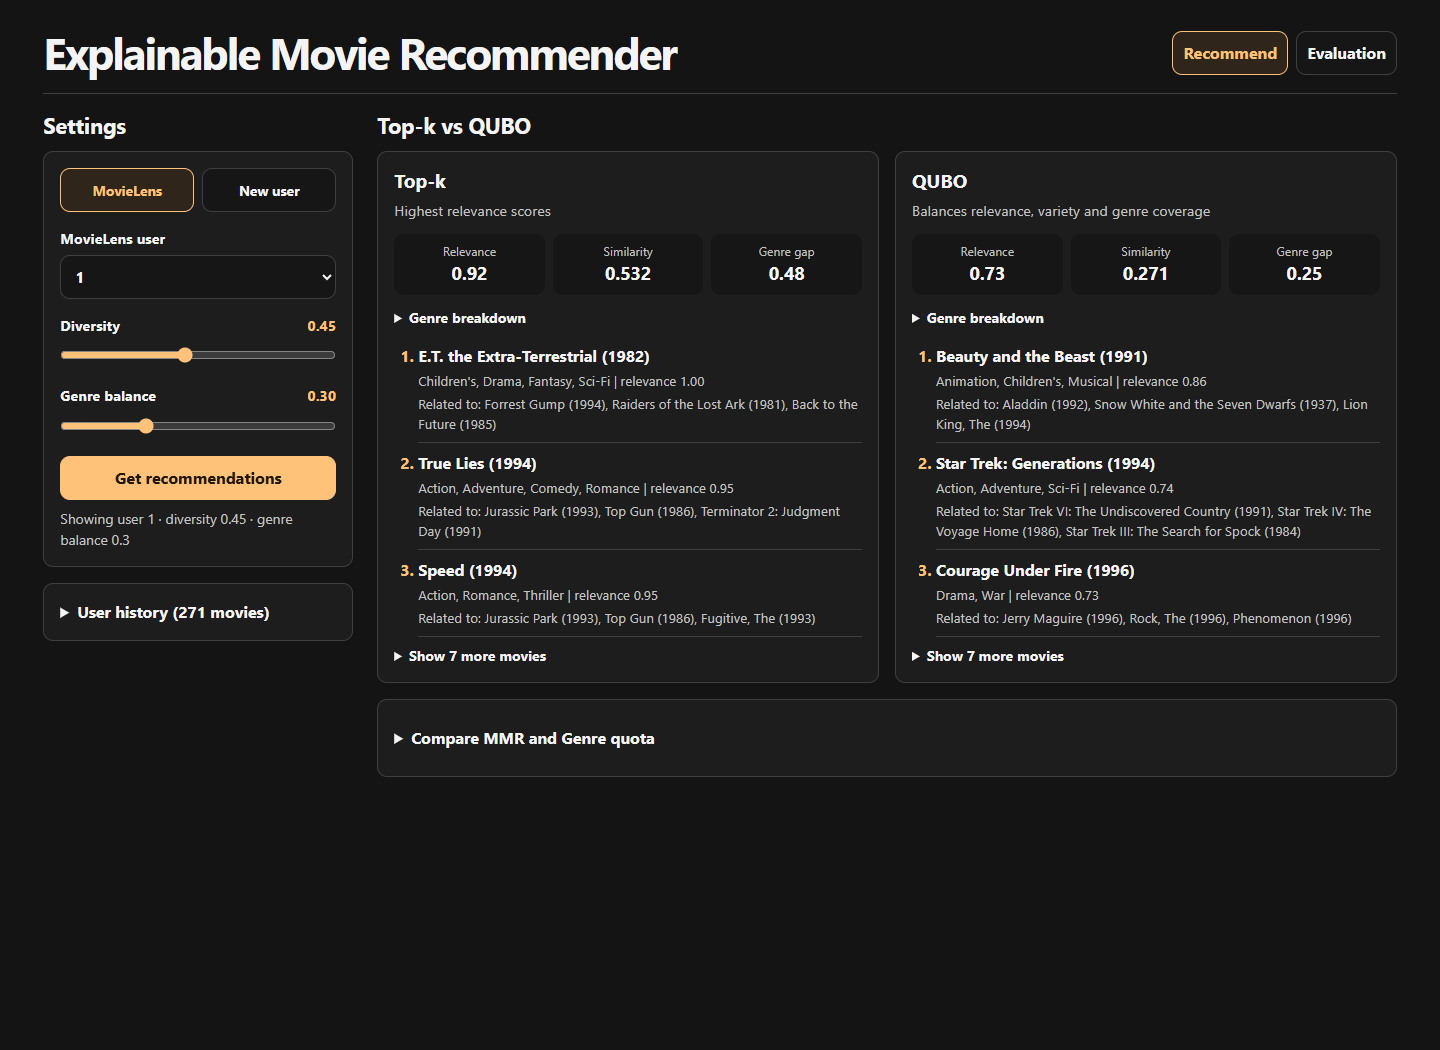 Explainable Movie Recommender
Recommend
Evaluation
Settings
MovieLens
New user
MovieLens user
1
Diversity
0.45
Genre balance
0.30
Get recommendations
Showing user 1 · diversity 0.45 · genre
balance 0.3
User history (271 movies)
Top-k vs QUBO
Top-k
Highest relevance scores
Relevance
0.92
Similarity
0.532
Genre gap
0.48
Genre breakdown
1. E.T. the Extra-Terrestrial (1982)
Children's, Drama, Fantasy, Sci-Fi | relevance 1.00
Related to: Forrest Gump (1994), Raiders of the Lost Ark (1981), Back to the
Future (1985)
2. True Lies (1994)
Action, Adventure, Comedy, Romance | relevance 0.95
Related to: Jurassic Park (1993), Top Gun (1986), Terminator 2: Judgment
Day (1991)
3. Speed (1994)
Action, Romance, Thriller | relevance 0.95
Related to: Jurassic Park (1993), Top Gun (1986), Fugitive, The (1993)
Show 7 more movies
QUBO
Balances relevance, variety and genre coverage
Relevance
0.73
Similarity
0.271
Genre gap
0.25
Genre breakdown
1. Beauty and the Beast (1991)
Animation, Children's, Musical | relevance 0.86
Related to: Aladdin (1992), Snow White and the Seven Dwarfs (1937), Lion
King, The (1994)
2. Star Trek: Generations (1994)
Action, Adventure, Sci-Fi | relevance 0.74
Related to: Star Trek VI: The Undiscovered Country (1991), Star Trek IV: The
Voyage Home (1986), Star Trek III: The Search for Spock (1984)
3. Courage Under Fire (1996)
Drama, War | relevance 0.73
Related to: Jerry Maguire (1996), Rock, The (1996), Phenomenon (1996)
Show 7 more movies
Compare MMR and Genre quota